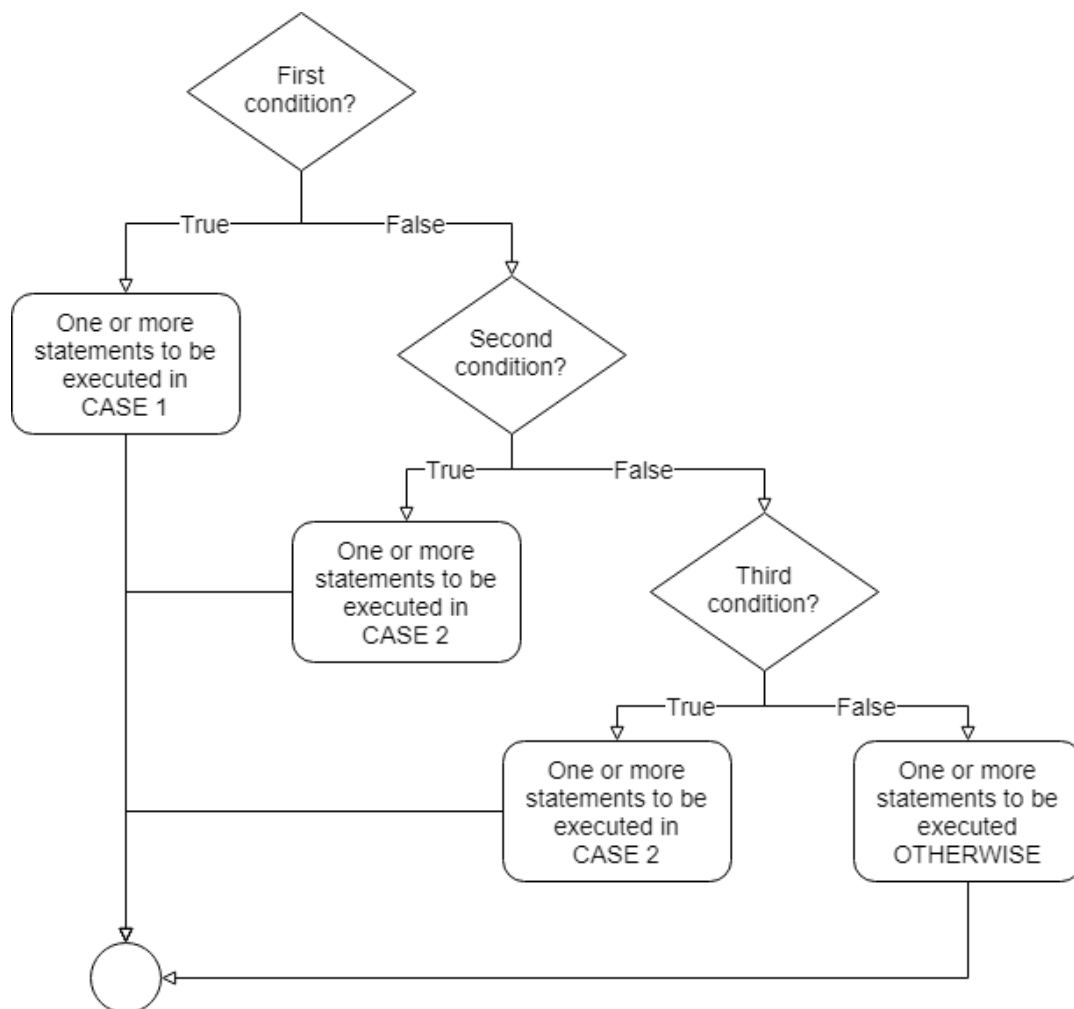 First
condition?
True
False
One or more
statements to be
executed in
CASE 1
Second
condition?
True
False
One or more
statements to be
executed in
CASE 2
Third
condition?
True
False
One or more
statements to be
executed in
CASE 2
One or more
statements to be
executed
OTHERWISE